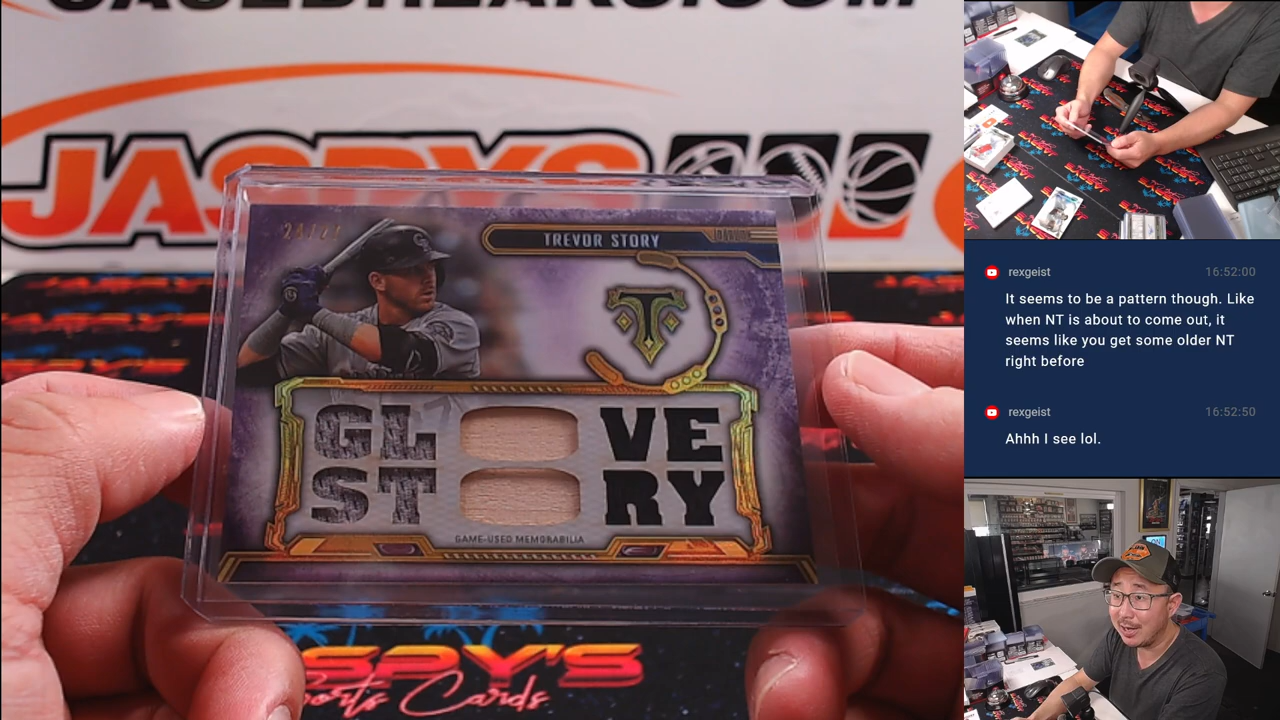 JASPYS
TREVOR STORY
GL VE
ST RY
GAME-USED MEMORABILIA
Sports Cards
rexgeist 16:52:00
It seems to be a pattern though. Like
when NT is about to come out, it
seems like you get some older NT
right before
rexgeist 16:52:50
Ahhh I see lol.